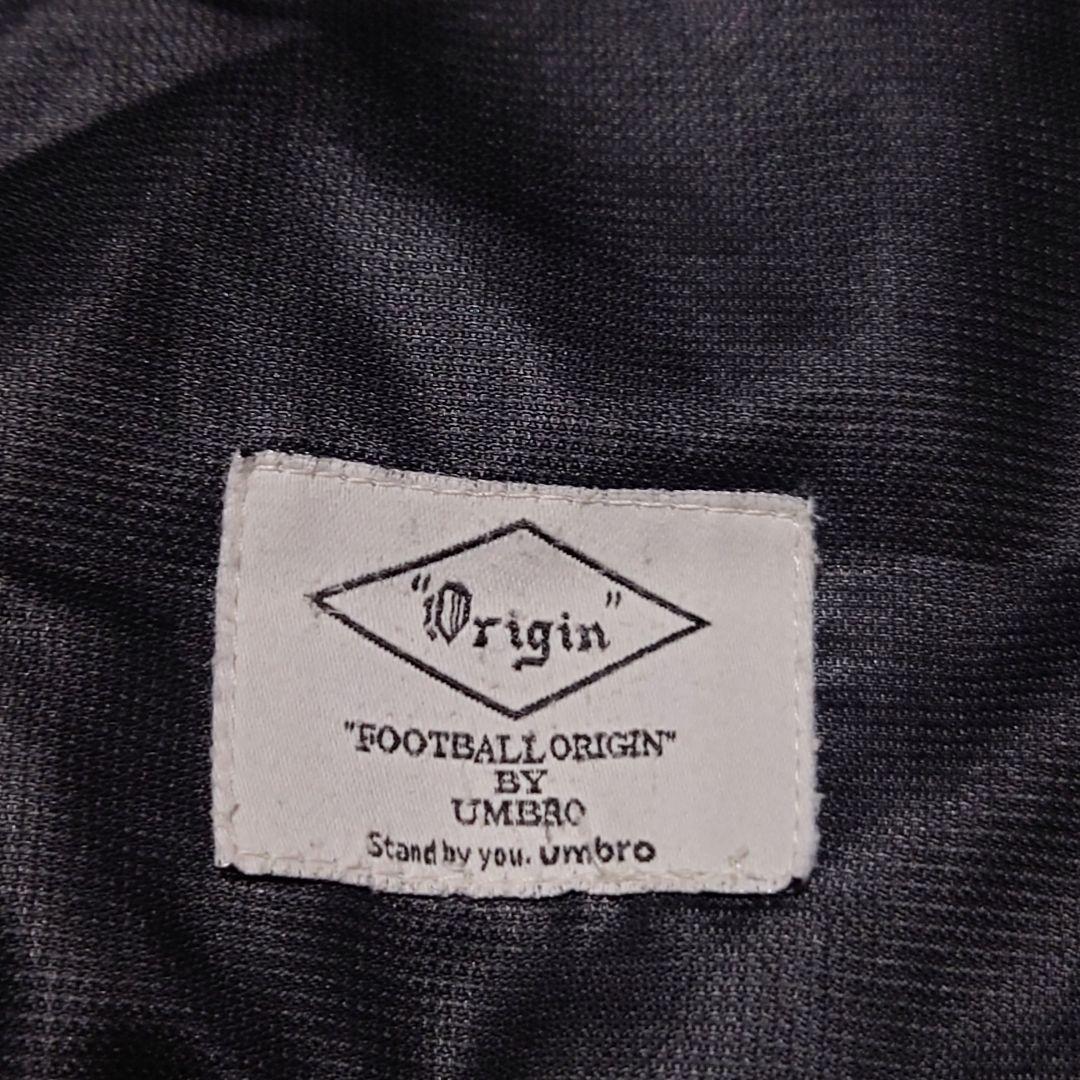 "Origin"
"FOOTBALL ORIGIN"
BY
UMBRO
Stand by you. umbro